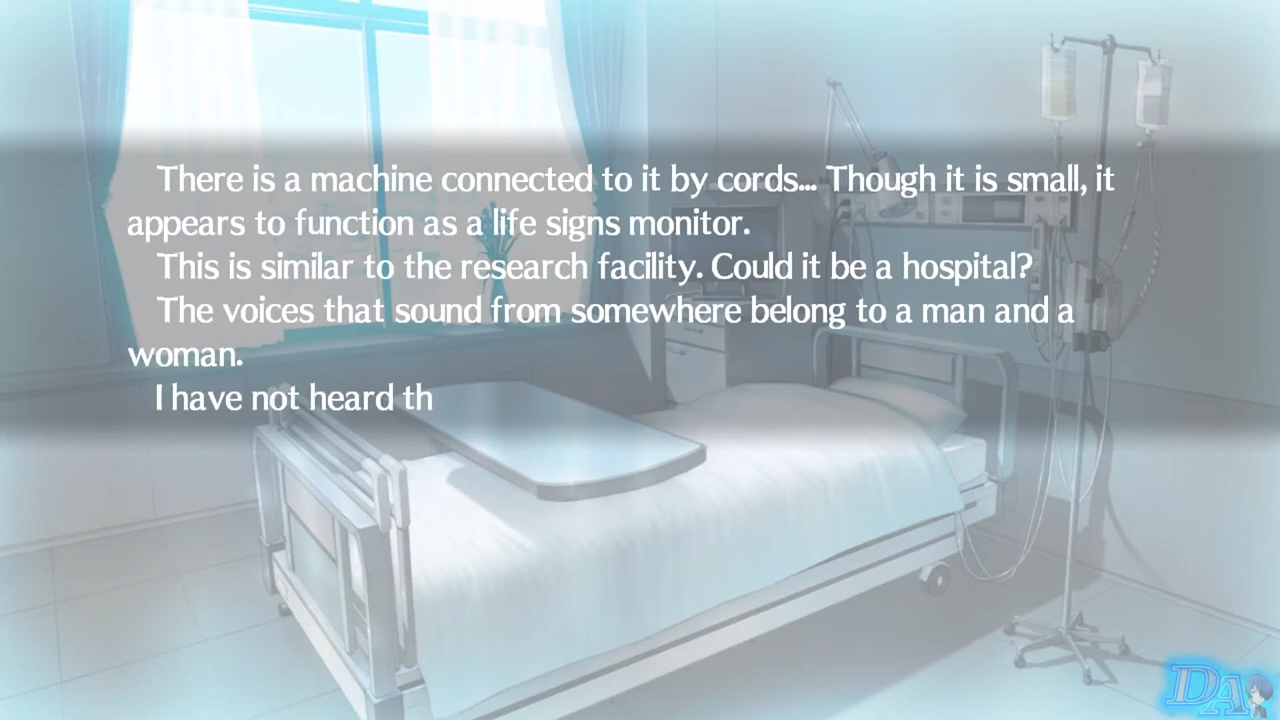 There is a machine connected to it by cords... Though it is small, it
appears to function as a life signs monitor.
This is similar to the research facility. Could it be a hospital?
The voices that sound from somewhere belong to a man and a
woman.
I have not heard th
DA